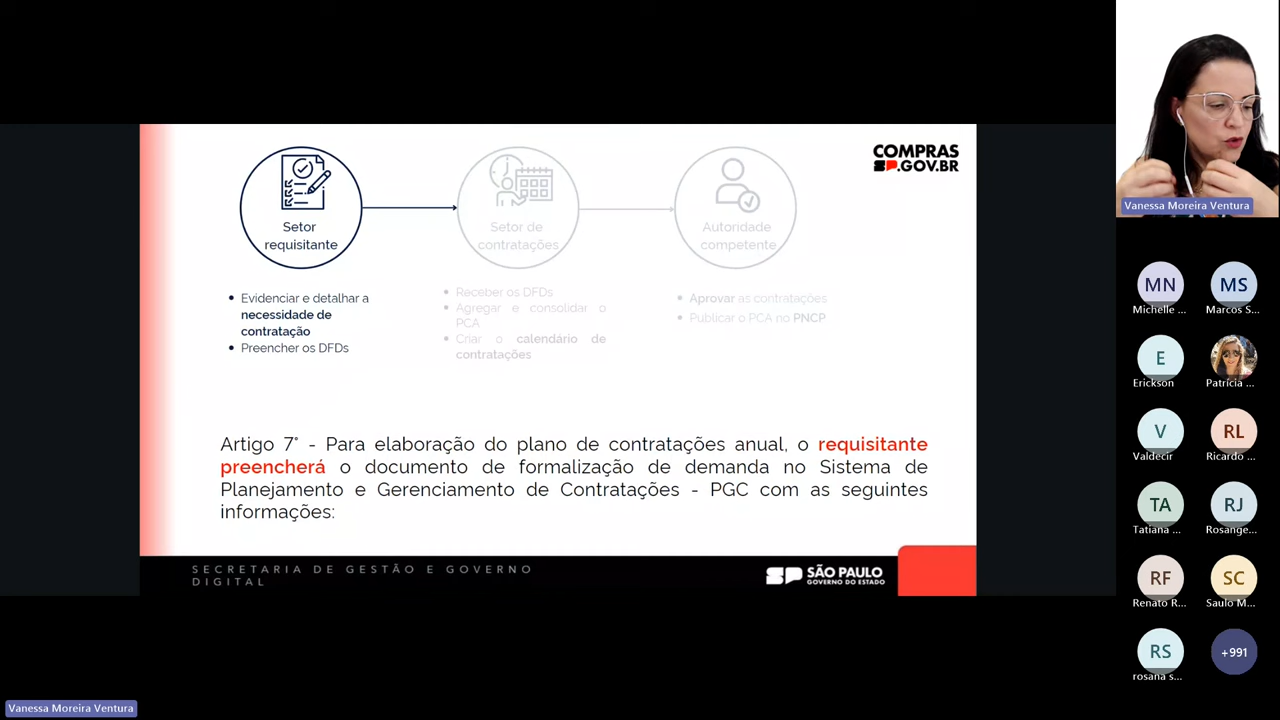 COMPRAS
.GOV.BR
Setor
requisitante
Setor de
contratações
Autoridade
competente
• Evidenciar e detalhar a
necessidade de
contratação
• Preencher os DFDs
• Receber os DFDs
• Agregar e consolidar o
PCA
• Criar o calendário de
contratações
• Aprovar as contratações
• Publicar o PCA no PNCP
Artigo 7° - Para elaboração do plano de contratações anual, o requisitante
preencherá o documento de formalização de demanda no Sistema de
Planejamento e Gerenciamento de Contratações - PGC com as seguintes
informações:
SECRETARIA DE GESTÃO E GOVERNO
DIGITAL
SP SÃO PAULO
GOVERNO DO ESTADO
Vanessa Moreira Ventura
MN
Michelle ...
MS
Marcos S...
E
Erickson
Patrícia ...
V
Valdecir
RL
Ricardo ...
TA
Tatiana ...
RJ
Rosange...
RF
Renato R...
SC
Saulo M...
RS
rosana s...
+991
Vanessa Moreira Ventura